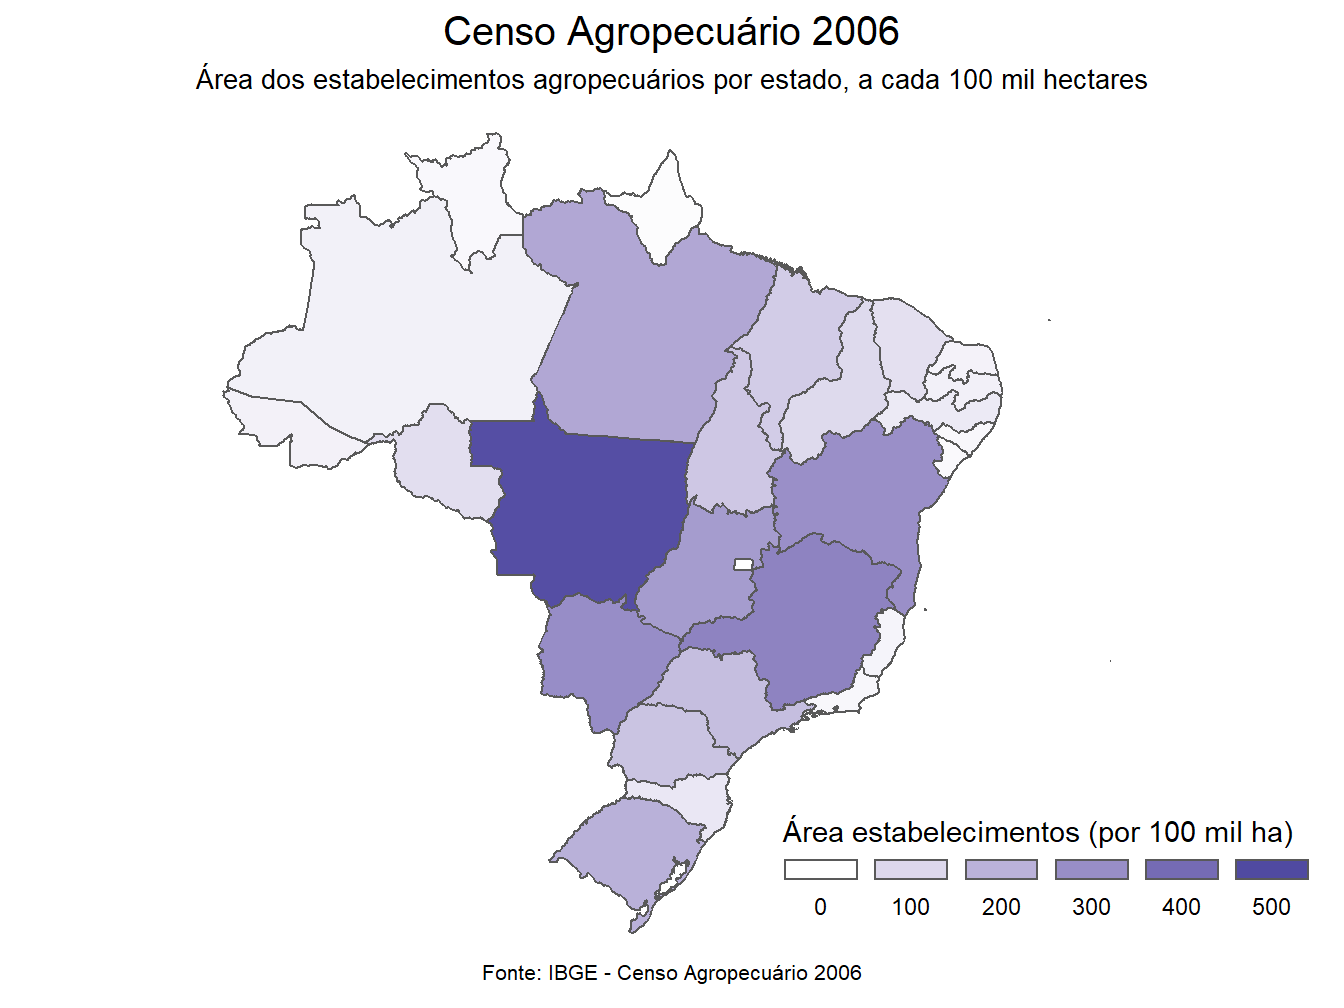 Censo Agropecuário 2006
Área dos estabelecimentos agropecuários por estado, a cada 100 mil hectares
Área estabelecimentos (por 100 mil ha)
0 100 200 300 400 500
Fonte: IBGE - Censo Agropecuário 2006